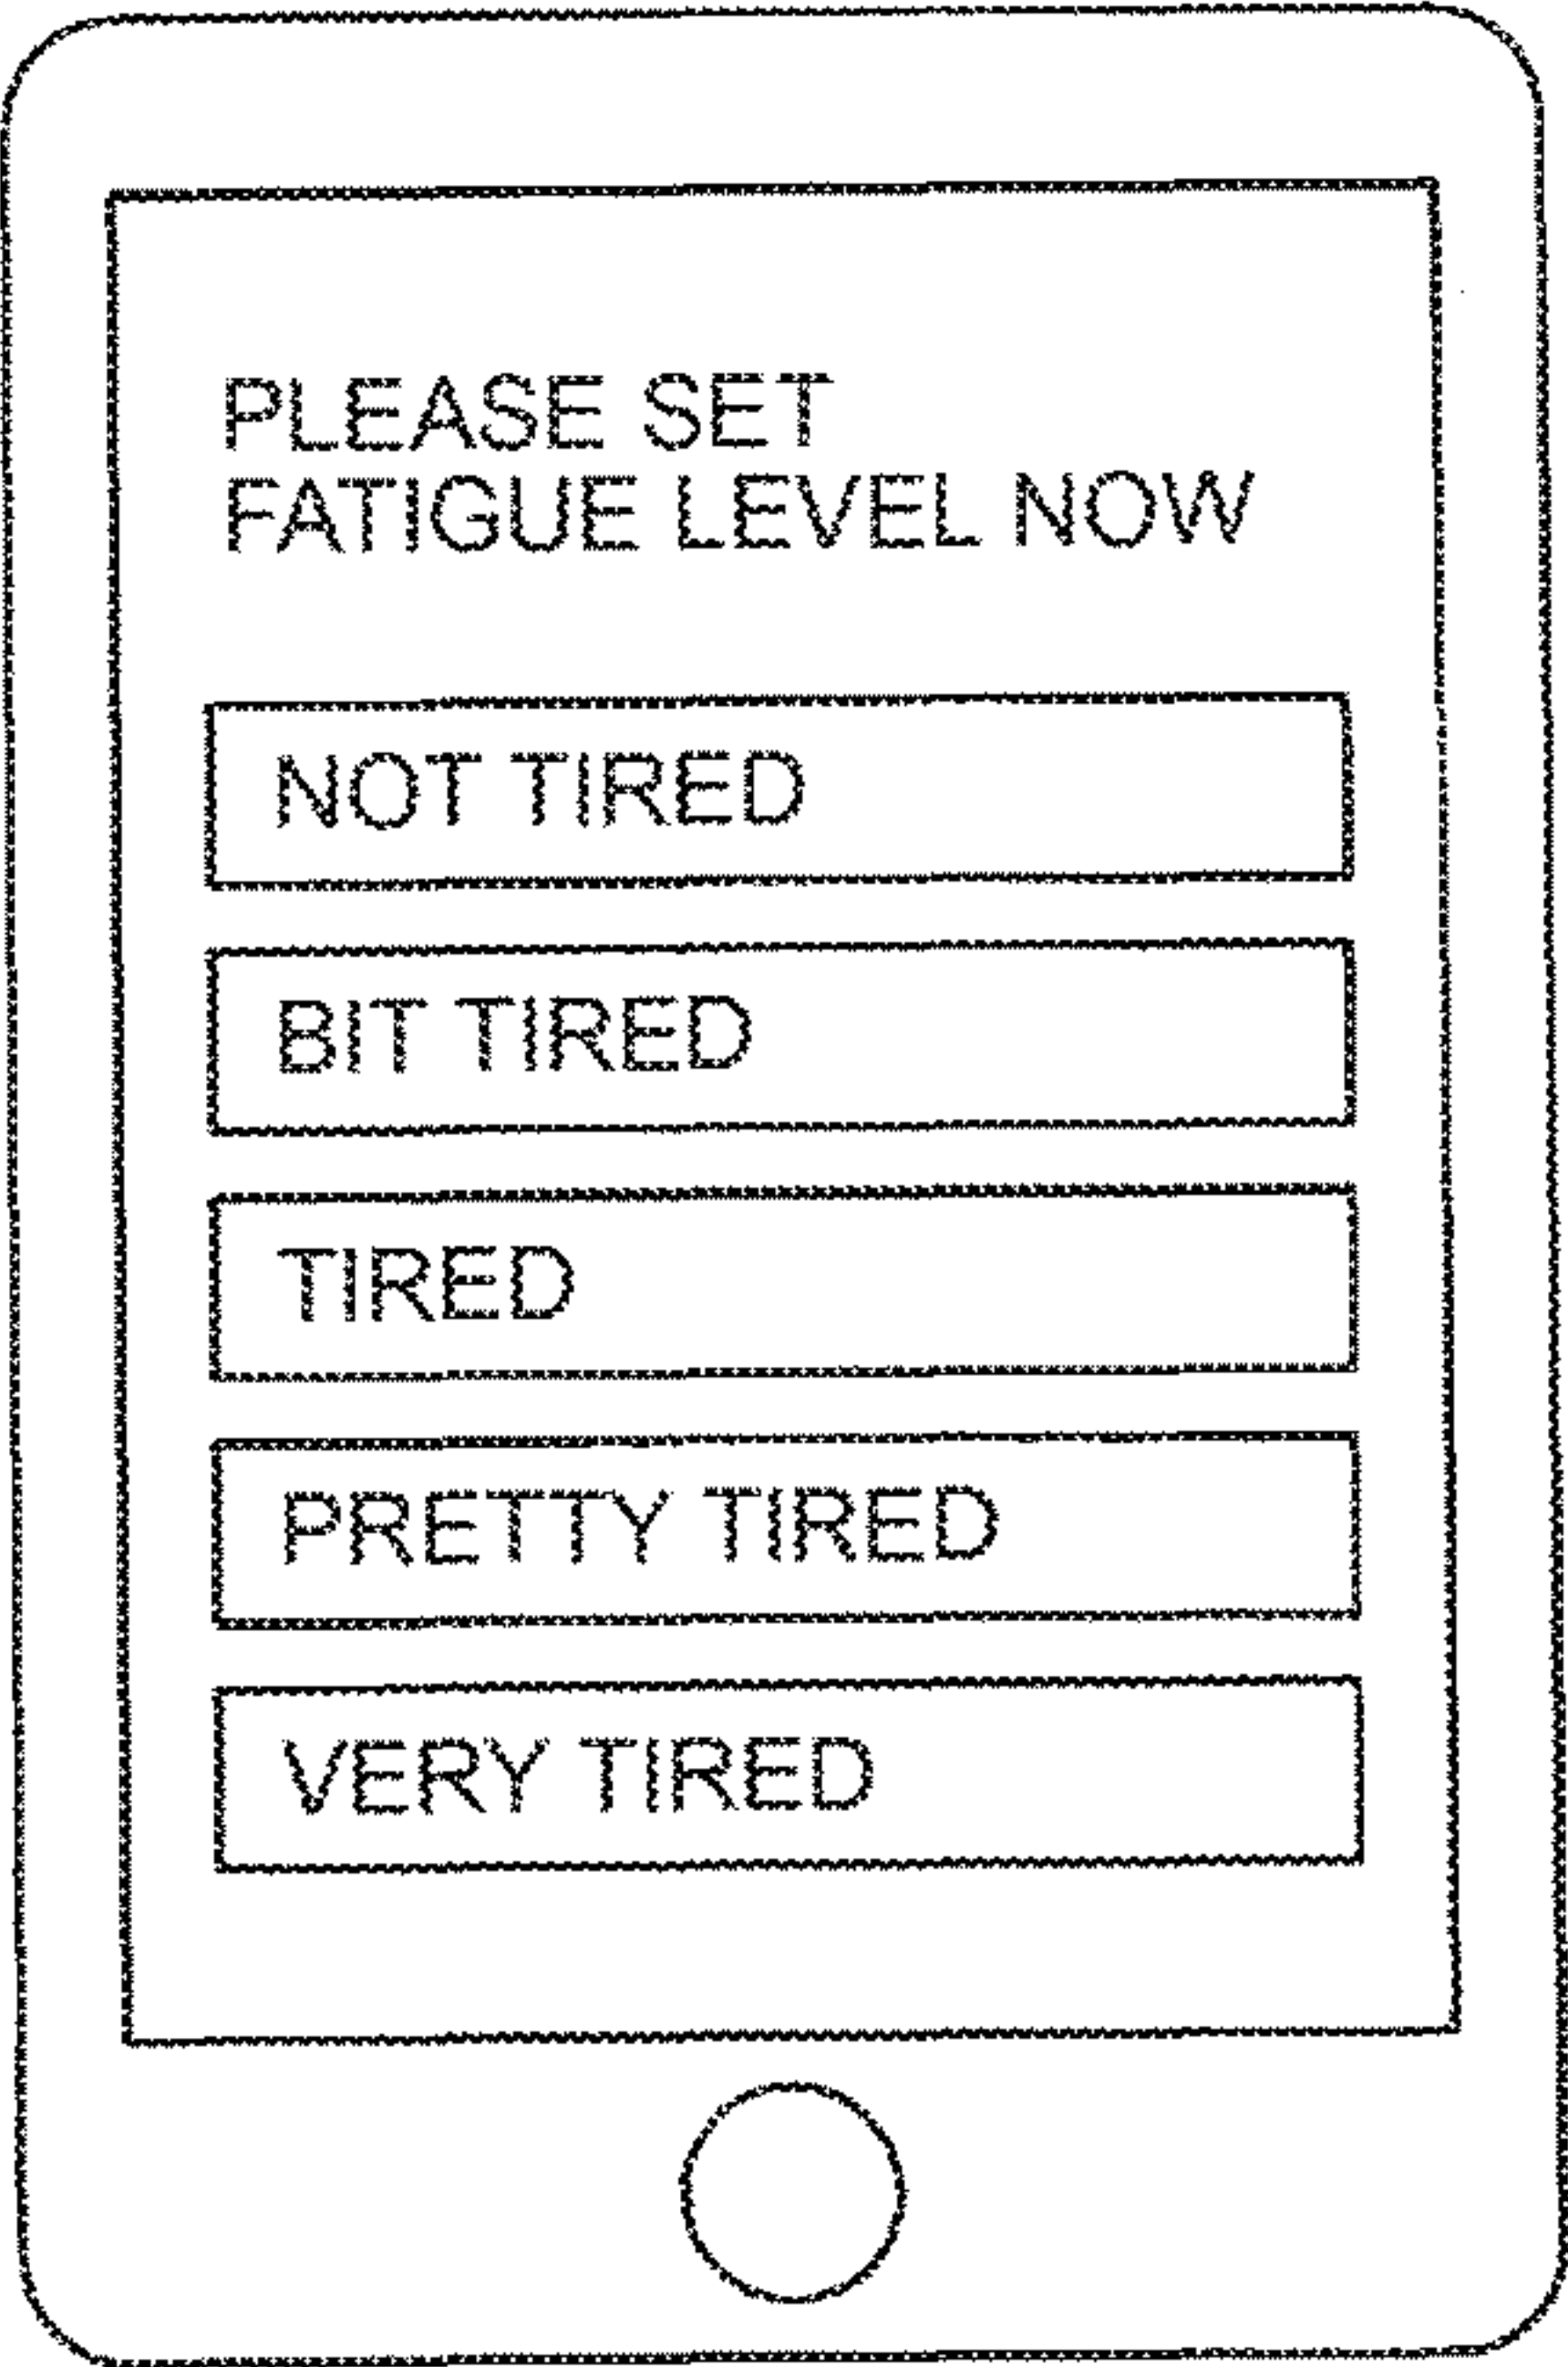 PLEASE SET
FATIGUE LEVEL NOW
NOT TIRED
BIT TIRED
TIRED
PRETTY TIRED
VERY TIRED